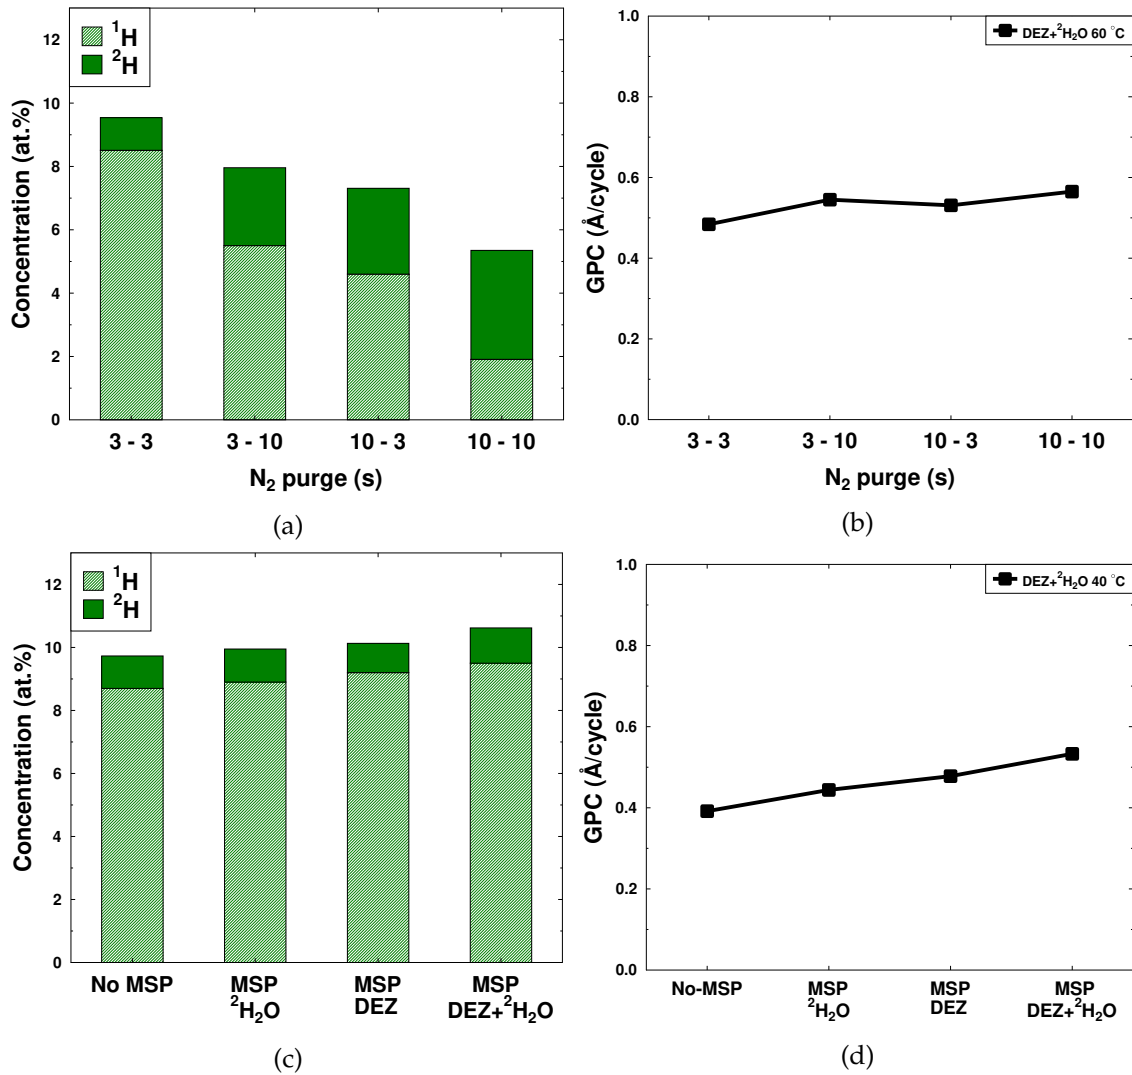 ¹H
²H
Concentration (at.%)
12
10
8
6
4
2
0
3 - 3
3 - 10
10 - 3
10 - 10
N₂ purge (s)
(a)
DEZ+²H₂O 60 °C
GPC (Å/cycle)
1.0
0.8
0.6
0.4
0.2
0.0
3 - 3
3 - 10
10 - 3
10 - 10
N₂ purge (s)
(b)
¹H
²H
Concentration (at.%)
12
10
8
6
4
2
0
No MSP
MSP
²H₂O
MSP
DEZ
MSP
DEZ+²H₂O
(c)
DEZ+²H₂O 40 °C
GPC (Å/cycle)
1.0
0.8
0.6
0.4
0.2
0.0
No-MSP
MSP
²H₂O
MSP
DEZ
MSP
DEZ+²H₂O
(d)